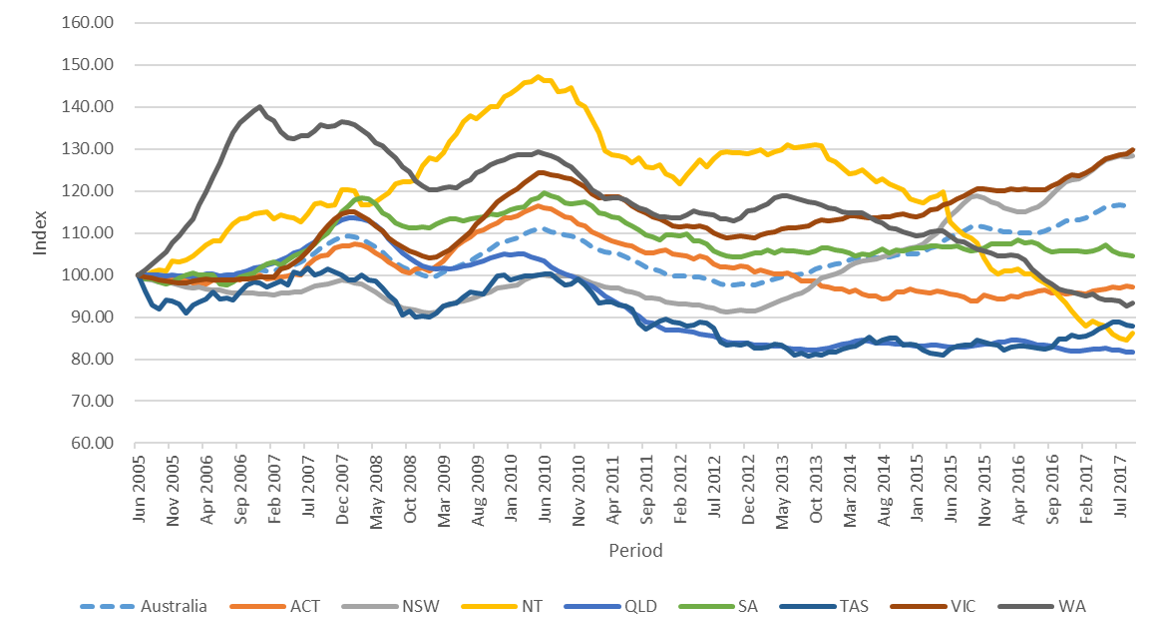 160.00
150.00
140.00
130.00
120.00
110.00
100.00
90.00
80.00
70.00
60.00
Index
Jun 2005
Nov 2005
Apr 2006
Sep 2006
Feb 2007
Jul 2007
Dec 2007
May 2008
Oct 2008
Mar 2009
Aug 2009
Jan 2010
Jun 2010
Nov 2010
Apr 2011
Sep 2011
Feb 2012
Jul 2012
Dec 2012
May 2013
Oct 2013
Mar 2014
Aug 2014
Jan 2015
Jun 2015
Nov 2015
Apr 2016
Sep 2016
Feb 2017
Jul 2017
Period
Australia ACT NSW NT QLD SA TAS VIC WA